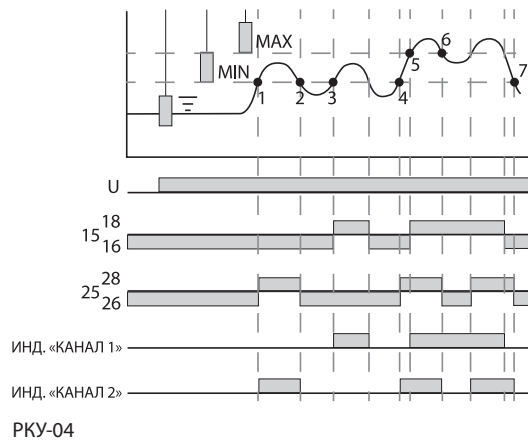 MAX
MIN
1
2
3
4
5
6
7
U
15 18
16
25 28
26
ИНД. «КАНАЛ 1»
ИНД. «КАНАЛ 2»
РКУ-04